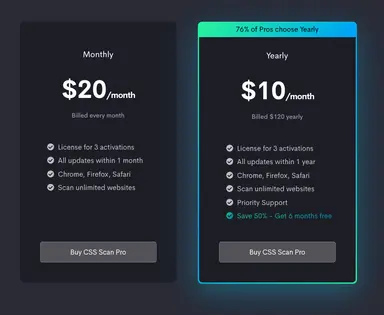 Monthly
$20/month
Billed every month
License for 3 activations
All updates within 1 month
Chrome, Firefox, Safari
Scan unlimited websites
Buy CSS Scan Pro
76% of Pros choose Yearly
Yearly
$10/month
Billed $120 yearly
License for 3 activations
All updates within 1 year
Chrome, Firefox, Safari
Scan unlimited websites
Priority Support
Save 50% - Get 6 months free
Buy CSS Scan Pro